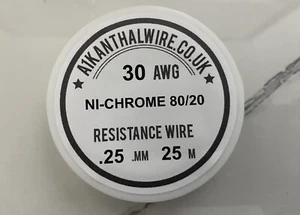 A1KANTHALWIRE.CO.UK
30 AWG
NI-CHROME 80/20
RESISTANCE WIRE
.25 .MM 25 M